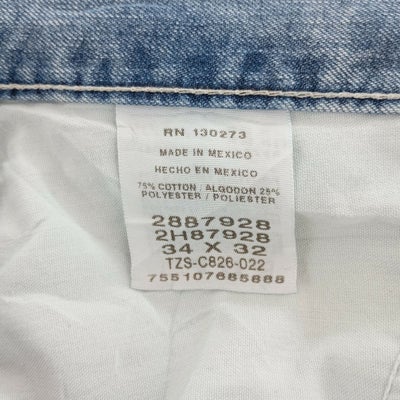 RN 130273
MADE IN MEXICO
HECHO EN MEXICO
75% COTTON / ALGODON 25%
POLYESTER / POLIESTER
2887928
2H87928
34 X 32
TZS-C826-022
755107685888